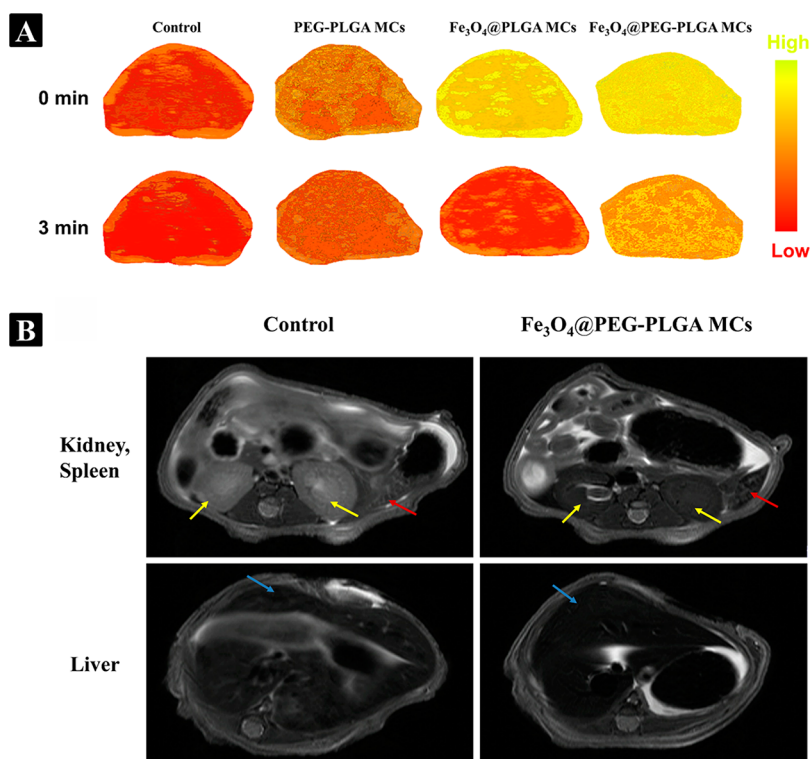 A
Control
PEG-PLGA MCs
Fe₃O₄@PLGA MCs
Fe₃O₄@PEG-PLGA MCs
High
0 min
3 min
Low
B
Control
Fe₃O₄@PEG-PLGA MCs
Kidney,
Spleen
Liver